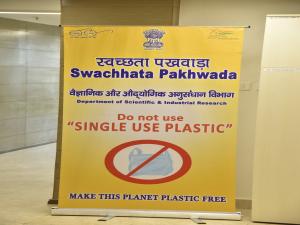 स्वच्छता पखवाड़ा
Swachhata Pakhwada
वैज्ञानिक और औद्योगिक अनुसंधान विभाग
Department of Scientific & Industrial Research
Do not use
"SINGLE USE PLASTIC"
MAKE THIS PLANET PLASTIC FREE